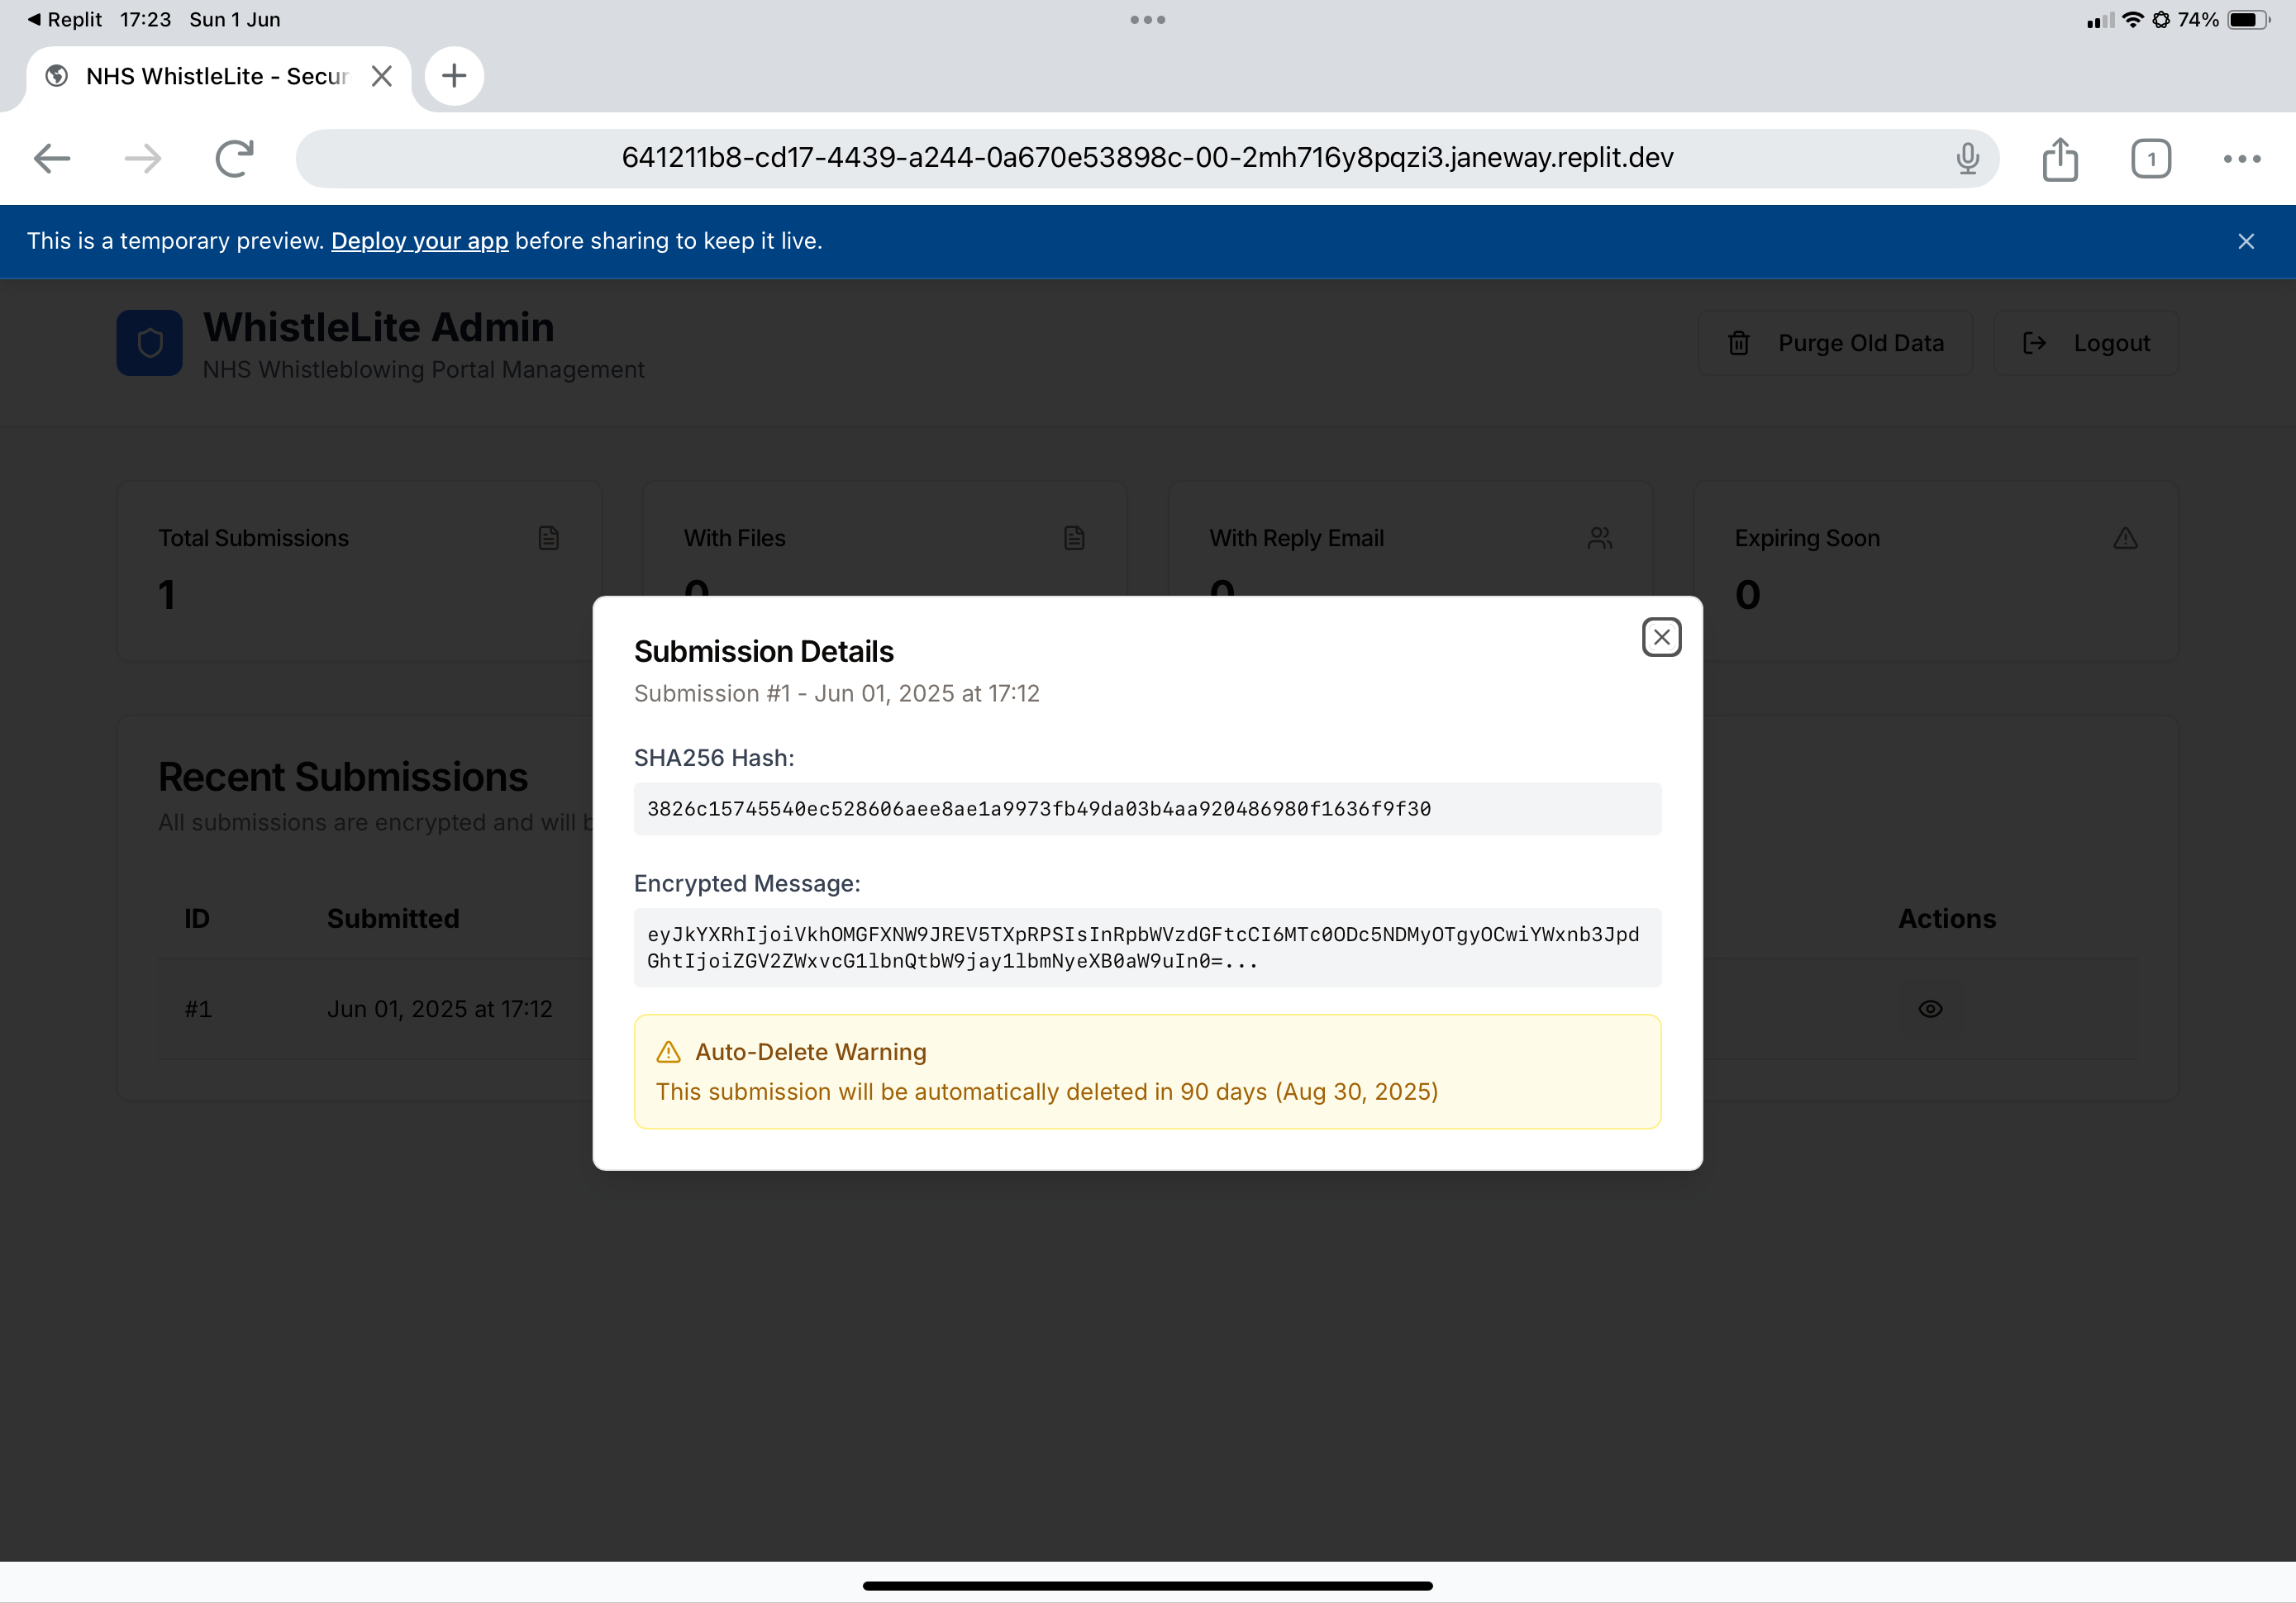 Replit 17:23 Sun 1 Jun
74%
NHS WhistleLite - Secur
641211b8-cd17-4439-a244-0a670e53898c-00-2mh716y8pqzi3.janeway.replit.dev
1
This is a temporary preview. Deploy your app before sharing to keep it live.
WhistleLite Admin
NHS Whistleblowing Portal Management
Purge Old Data
Logout
Total Submissions
1
With Files
0
With Reply Email
0
Expiring Soon
0
Submission Details
Submission #1 - Jun 01, 2025 at 17:12
SHA256 Hash:
3826c15745540ec528606aee8ae1a9973fb49da03b4aa920486980f1636f9f30
Encrypted Message:
eyJkYXRhIjoiVkhOMGFXNW9JREV5TXpRPSIsInRpbWVzdGFtcCI6MTc0ODc5NDMyOTgyOCwiYWxnb3Jpd
GhtIjoiZGV2ZWxvcG1lbnQtbW9jay1lbmNyeXB0aW9uIn0=...
Auto-Delete Warning
This submission will be automatically deleted in 90 days (Aug 30, 2025)
Recent Submissions
All submissions are encrypted and will b
ID
Submitted
Actions
#1
Jun 01, 2025 at 17:12